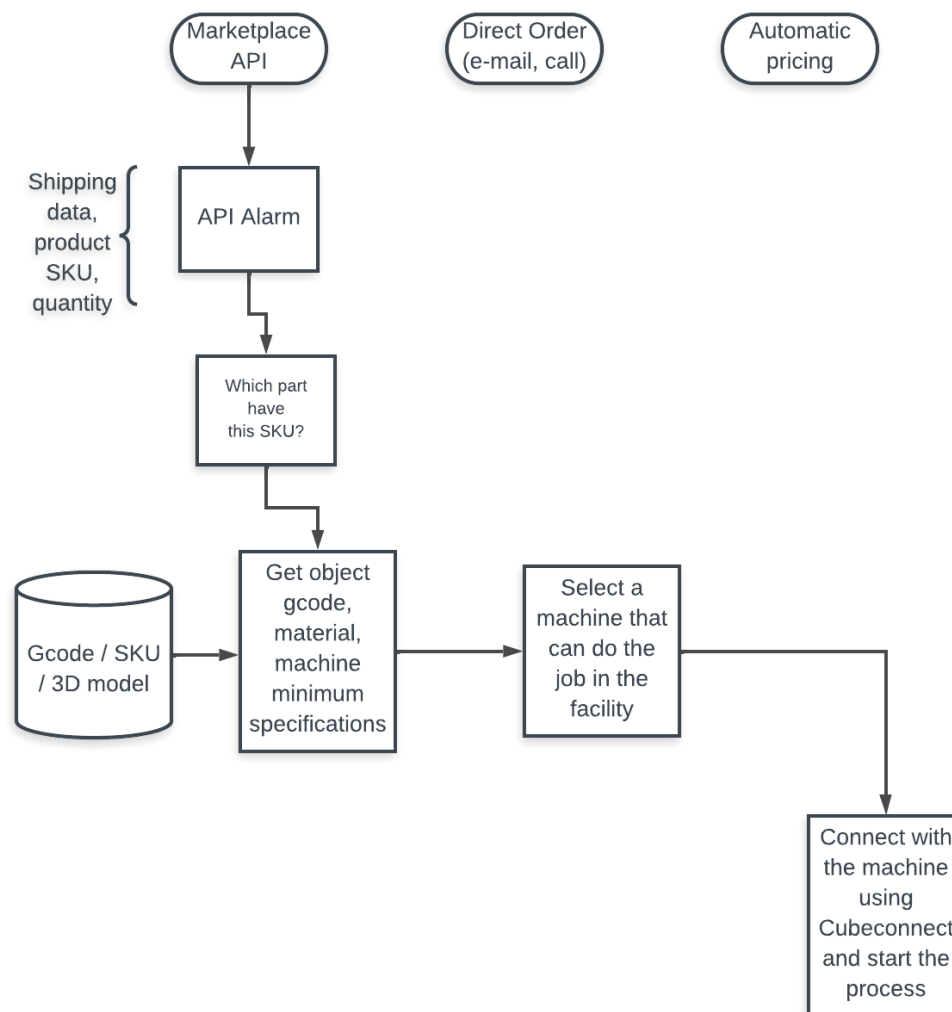 Marketplace
API
Direct Order
(e-mail, call)
Automatic
pricing
Shipping
data,
product
SKU,
quantity
API Alarm
Which part
have
this SKU?
Gcode / SKU
/ 3D model
Get object
gcode,
material,
machine
minimum
specifications
Select a
machine that
can do the
job in the
facility
Connect with
the machine
using
Cubeconnect
and start the
process